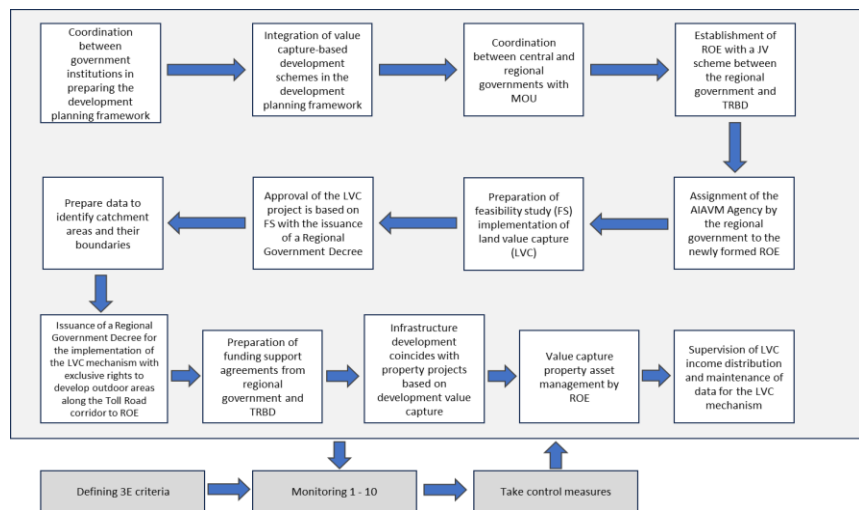 Coordination
between
government
institutions in
preparing the
development
planning framework
Integration of value
capture-based
development
schemes in the
development
planning framework
Coordination
between central and
regional
governments with
MOU
Establishment of
ROE with a JV
scheme between
the regional
government and
TRBD
Prepare data to
identify catchment
areas and their
boundaries
Approval of the LVC
project is based on
FS with the issuance
of a Regional
Government Decree
Preparation of
feasibility study (FS)
implementation of
land value capture
(LVC)
Assignment of the
AIAVM Agency by
the regional
government to the
newly formed ROE
Issuance of a Regional
Government Decree for
the implementation of
the LVC mechanism with
exclusive rights to
develop outdoor areas
along the Toll Road
corridor to ROE
Preparation of
funding support
agreements from
regional
government and
TRBD
Infrastructure
development
coincides with
property projects
based on
development value
capture
Value capture
property asset
management by
ROE
Supervision of LVC
income distribution
and maintenance of
data for the LVC
mechanism
Defining 3E criteria
Monitoring 1 - 10
Take control measures